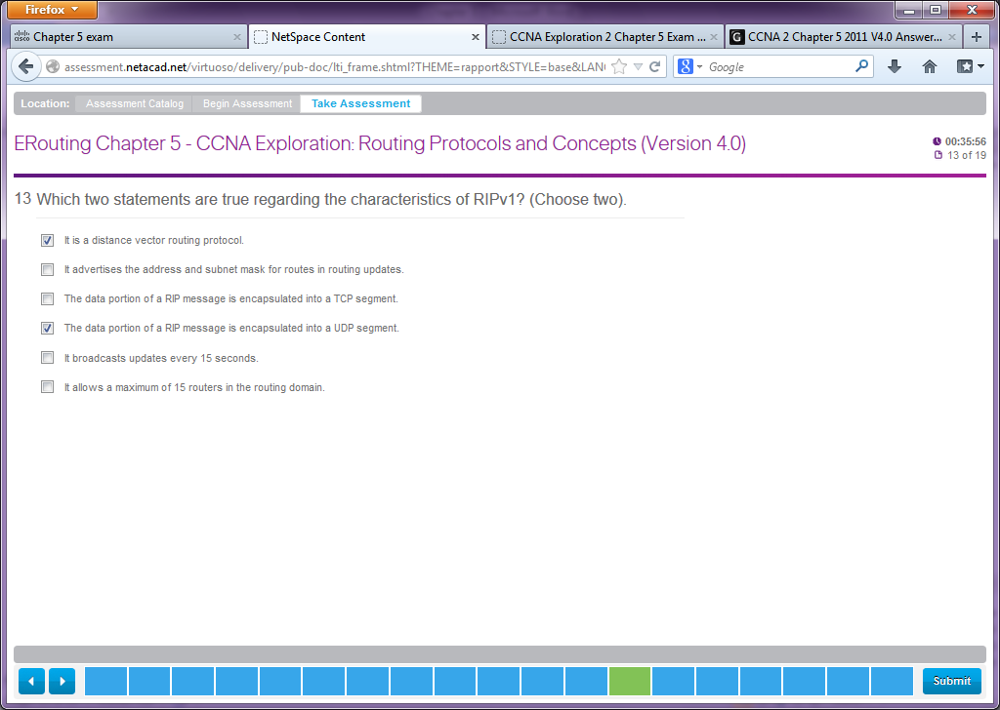 Firefox
Chapter 5 exam
NetSpace Content
CCNA Exploration 2 Chapter 5 Exam ...
CCNA 2 Chapter 5 2011 V4.0 Answer...
assessment.netacad.net/virtuoso/delivery/pub-doc/lti_frame.shtml?THEME=rapport&STYLE=base&LAN
Google
Location:
Assessment Catalog
Begin Assessment
Take Assessment
ERouting Chapter 5 - CCNA Exploration: Routing Protocols and Concepts (Version 4.0)
00:35:56
13 of 19
13 Which two statements are true regarding the characteristics of RIPv1? (Choose two).
It is a distance vector routing protocol.
It advertises the address and subnet mask for routes in routing updates.
The data portion of a RIP message is encapsulated into a TCP segment.
The data portion of a RIP message is encapsulated into a UDP segment.
It broadcasts updates every 15 seconds.
It allows a maximum of 15 routers in the routing domain.
Submit